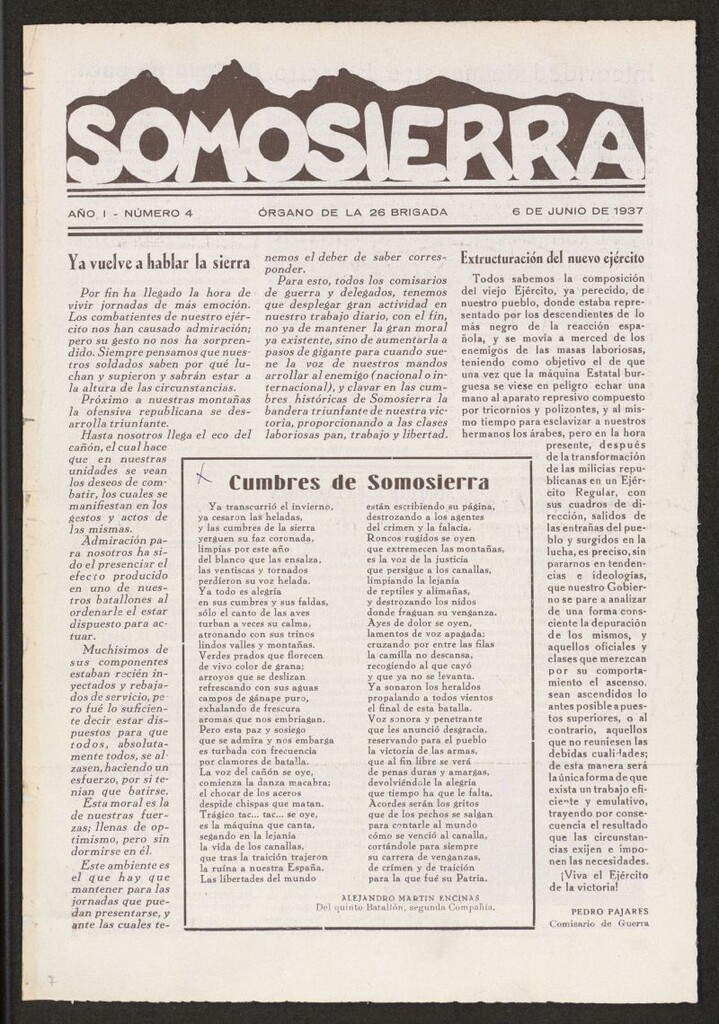 SOMOSIERRA
AÑO I - NÚMERO 4
ÓRGANO DE LA 26 BRIGADA
6 DE JUNIO DE 1937
Ya vuelve a hablar la sierra
Por fin ha llegado la hora de
vivir jornadas de más emoción.
Los combatientes de nuestro ejér-
cito nos han causado admiración;
pero su gesto no nos ha sorpren-
dido. Siempre pensamos que nues-
tros soldados saben por qué lu-
chan y supieron y sabrán estar a
la altura de las circunstancias.
Próximo a nuestras montañas
la ofensiva republicana se des-
arrolla triunfante.
Hasta nosotros llega el eco del
cañón, el cual hace
que en nuestras
unidades se vean
los deseos de com-
batir, los cuales se
manifiestan en los
gestos y actos de
las mismas.
Admiración pa-
ra nosotros ha si-
do el presenciar el
efecto producido
en uno de nues-
tros batallones al
ordenarle el estar
dispuesto para ac-
tuar.
Muchísimos de
sus componentes
estaban recién in-
yectados y rebaja-
dos de servicio, pe-
ro fué lo suficien-
te decir estar dis-
puestos para que
todos, absoluta-
mente todos, se al-
zasen, haciendo un
esfuerzo, por si te-
nían que batirse.
Esta moral es la
de nuestras fuer-
zas; llenas de op-
timismo, pero sin
dormirse en él.
Este ambiente es
el que hay que
mantener para las
jornadas que pue-
dan presentarse, y
ante las cuales te-
nemos el deber de saber corres-
ponder.
Para esto, todos los comisarios
de guerra y delegados, tenemos
que desplegar gran actividad en
nuestro trabajo diario, con el fin,
no ya de mantener la gran moral
ya existente, sino de aumentarla a
pasos de gigante para cuando sue-
ne la voz de nuestros mandos
arrollar al enemigo (nacional o in-
ternacional), y clavar en las cum-
bres históricas de Somosierra la
bandera triunfante de nuestra vic-
toria, proporcionando a las clases
laboriosas pan, trabajo y libertad.
Cumbres de Somosierra
Ya transcurrió el invierno,
ya cesaron las heladas,
y las cumbres de la sierra
yerguen su faz coronada,
limpias por este año
del blanco que las ensalza,
las ventiscas y tornados
perdieron su voz helada.
Ya todo es alegría
en sus cumbres y sus faldas,
sólo el canto de las aves
turban a veces su calma,
atronando con sus trinos
lindos valles y montañas.
Verdes prados que florecen
de vivo color de grana;
arroyos que se deslizan
refrescando con sus aguas
campos de gánape puro,
exhalando de frescura
aromas que nos embriagan.
Pero esta paz y sosiego
que se admira y nos embarga
es turbada con frecuencia
por clamores de batalla.
La voz del cañón se oye,
comienza la danza macabra;
el chocar de los aceros
despide chispas que matan.
Trágico tac... tac... se oye,
es la máquina que canta,
segando en la lejanía
la vida de los canallas,
que tras la traición trajeron
la ruina a nuestra España.
Las libertades del mundo
están escribiendo su página,
destrozando a los agentes
del crimen y la falacia.
Roncos rugidos se oyen
que extremecen las montañas,
es la voz de la justicia
que persigue a los canallas,
limpiando la lejanía
de reptiles y alimañas,
y destrozando los nidos
donde fraguan su venganza.
Ayes de dolor se oyen,
lamentos de voz apagada;
cruzando por entre las filas
la camilla no descansa,
recogiendo al que cayó
y que ya no se levanta.
Ya sonaron los heraldos
propalando a todos vientos
el final de esta batalla.
Voz sonora y penetrante
que les anunció desgracia,
reservando para el pueblo
la victoria de las armas,
que al fin libre se verá
de penas duras y amargas,
devolviéndole la alegría
que tiempo ha que le falta.
Acordes serán los gritos
que de los pechos se salgan
para contarle al mundo
cómo se venció al canalla,
cortándole para siempre
su carrera de venganzas,
de crimen y de traición
para la que fué su Patria.
ALEJANDRO MARTIN ENCINAS
Del quinto Batallón, segunda Compañía.
Extructuración del nuevo ejército
Todos sabemos la composición
del viejo Ejército, ya perecido, de
nuestro pueblo, donde estaba repre-
sentado por los descendientes de lo
más negro de la reacción espa-
ñola, y se movía a merced de los
enemigos de las masas laboriosas,
teniendo como objetivo el de que
una vez que la máquina Estatal bur-
guesa se viese en peligro echar una
mano al aparato represivo compuesto
por tricornios y polizontes, y al mis-
mo tiempo para esclavizar a nuestros
hermanos los árabes, pero en la hora
presente, después
de la transformación
de las milicias repu-
blicanas en un Ejér-
cito Regular, con
sus cuadros de di-
rección, salidos de
las entrañas del pue-
blo y surgidos en la
lucha, es preciso, sin
pararnos en tenden-
cias e ideologías,
que nuestro Gobier-
no se pare a analizar
de una forma cons-
ciente la depuración
de los mismos, y
aquellos oficiales y
clases que merezcan
por su comporta-
miento el ascenso,
sean ascendidos lo
antes posible a pues-
tos superiores, o al
contrario, aquellos
que no reuniesen las
debidas cualidades;
de esta manera será
la única forma de que
exista un trabajo efi-
ciente y emulativo,
trayendo por conse-
cuencia el resultado
que las circunstan-
cias exijen e impo-
nen las necesidades.
¡Viva el Ejército
de la victoria!
PEDRO PAJARES
Comisario de Guerra
7